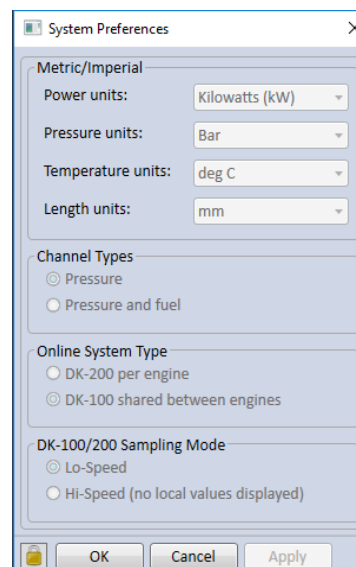 System Preferences
Metric/Imperial
Power units: Kilowatts (kW)
Pressure units: Bar
Temperature units: deg C
Length units: mm
Channel Types
Pressure
Pressure and fuel
Online System Type
DK-200 per engine
DK-100 shared between engines
DK-100/200 Sampling Mode
Lo-Speed
Hi-Speed (no local values displayed)
OK Cancel Apply